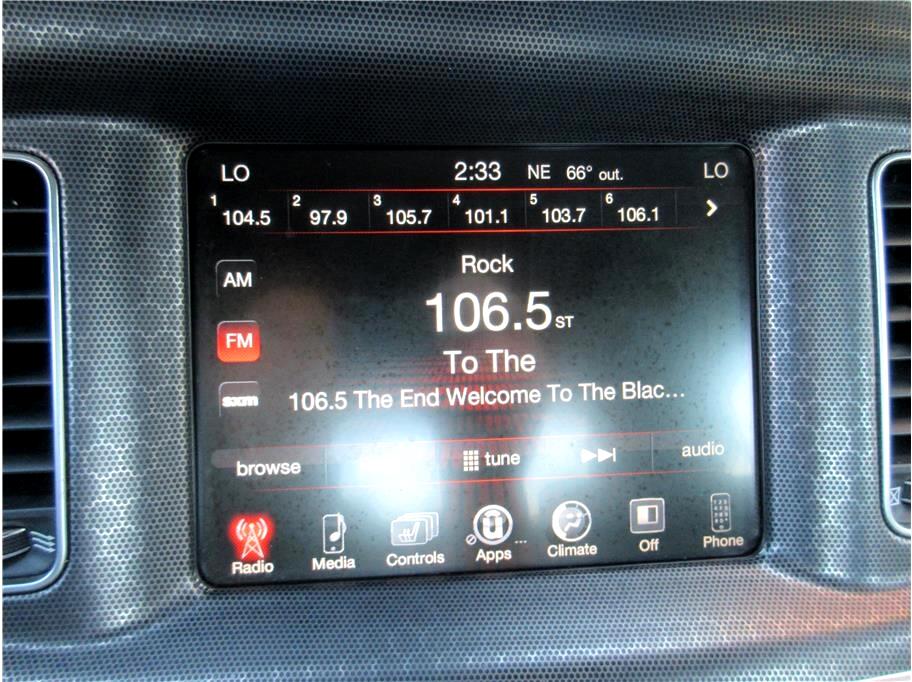 LO 2:33 NE 66° out. LO
1 104.5 2 97.9 3 105.7 4 101.1 5 103.7 6 106.1
AM
Rock
106.5 ST
FM
To The
sxm
106.5 The End Welcome To The Blac...
browse tune audio
Radio Media Controls Apps ... Climate Off Phone